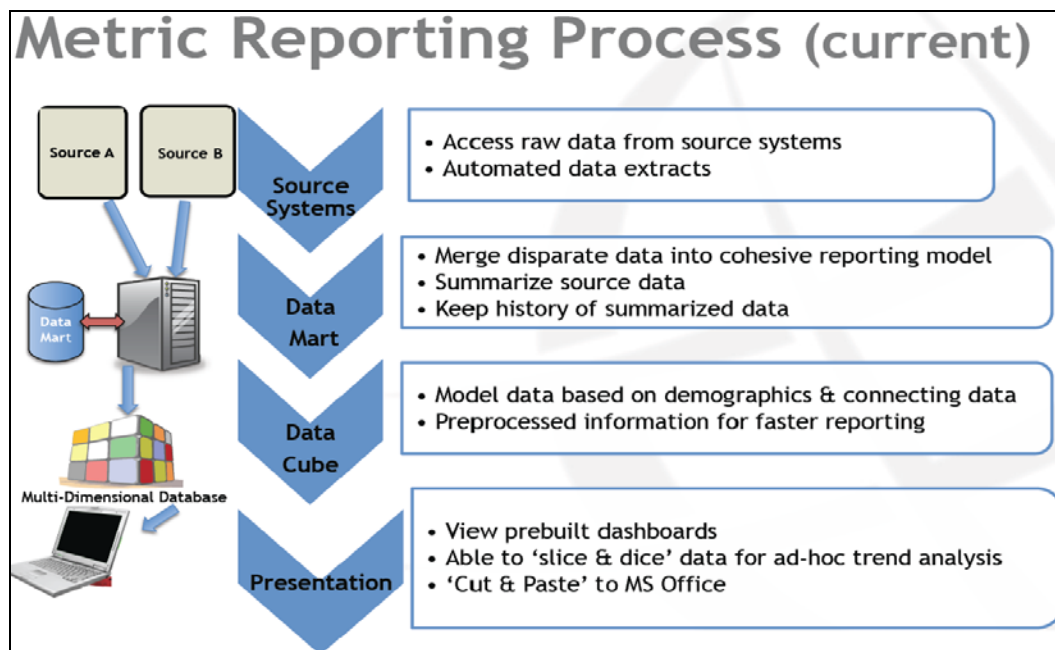 Metric Reporting Process (current)
Source A
Source B
Source
Systems
• Access raw data from source systems
• Automated data extracts
Data
Mart
Data
Mart
• Merge disparate data into cohesive reporting model
• Summarize source data
• Keep history of summarized data
Data
Cube
• Model data based on demographics & connecting data
• Preprocessed information for faster reporting
Multi-Dimensional Database
Presentation
• View prebuilt dashboards
• Able to ‘slice & dice’ data for ad-hoc trend analysis
• ‘Cut & Paste’ to MS Office